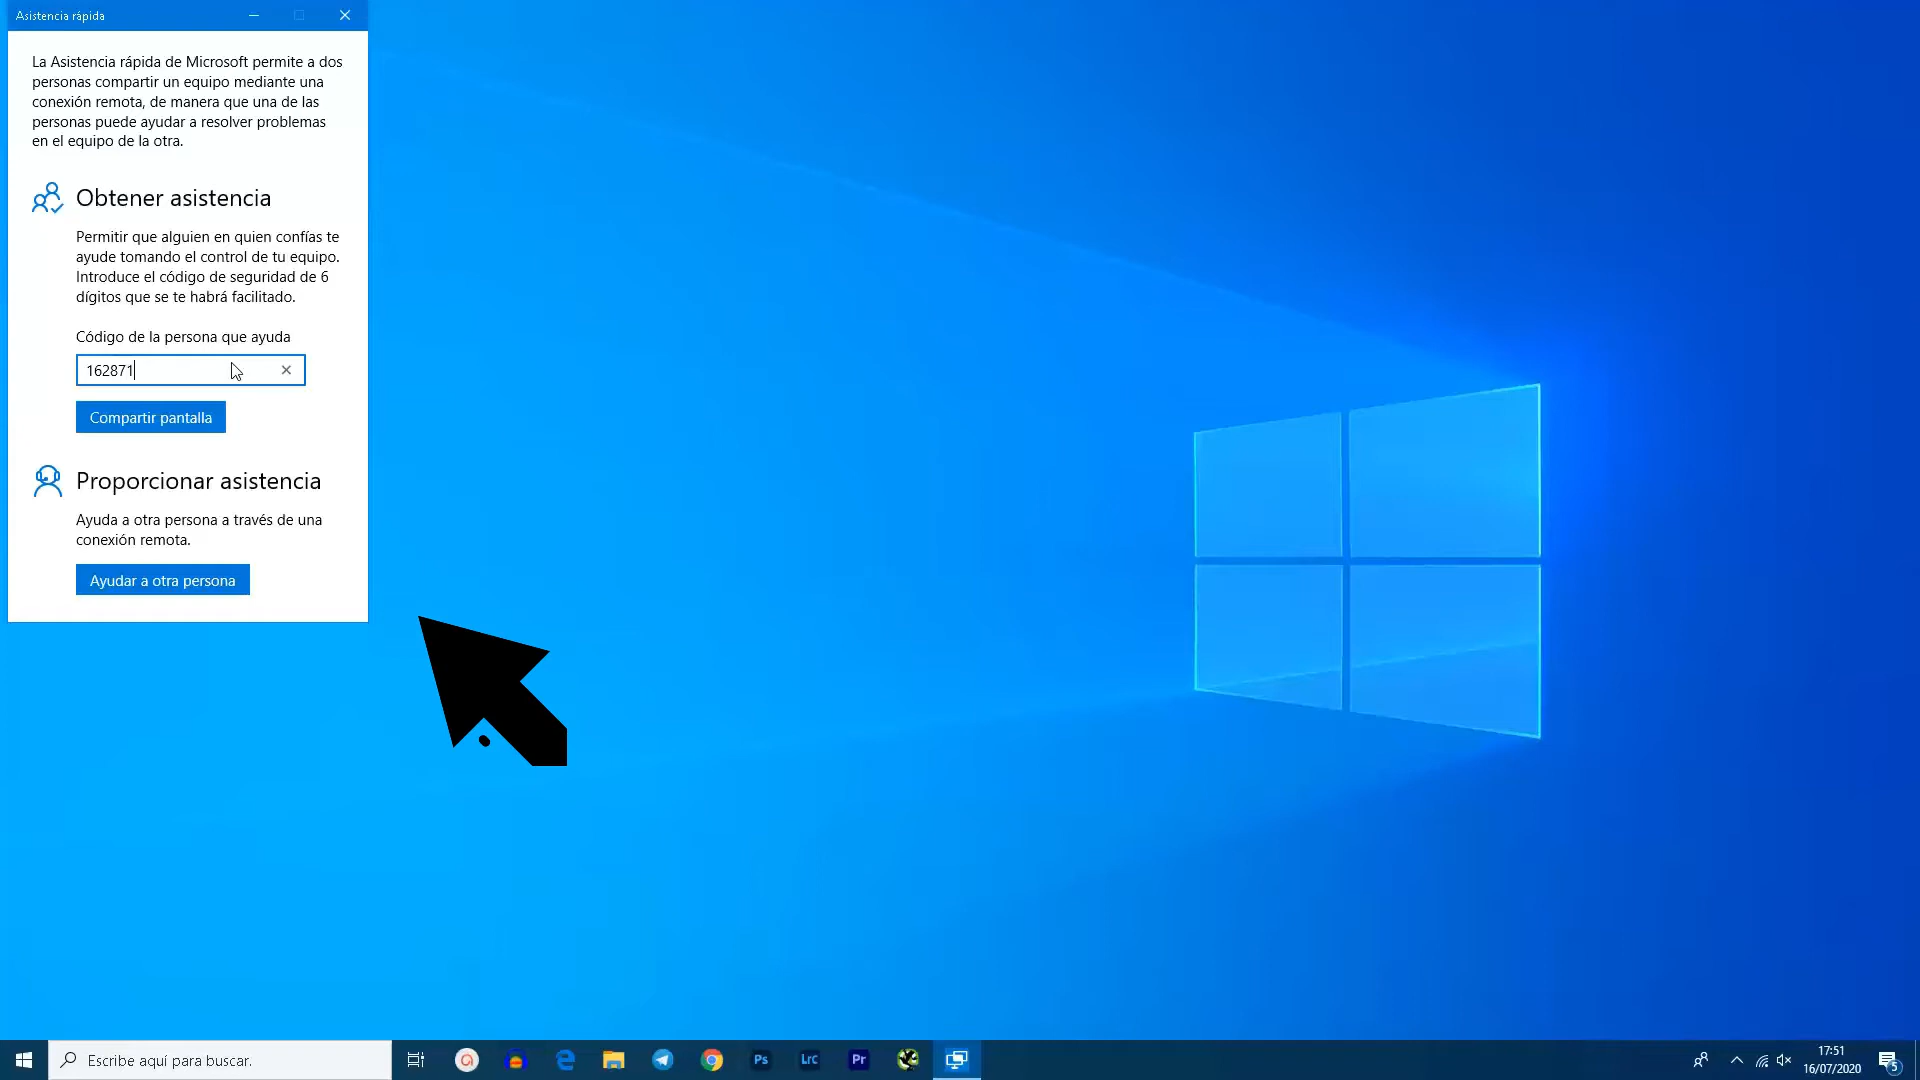 Asistencia rápida
La Asistencia rápida de Microsoft permite a dos
personas compartir un equipo mediante una
conexión remota, de manera que una de las
personas puede ayudar a resolver problemas
en el equipo de la otra.
Obtener asistencia
Permitir que alguien en quien confías te
ayude tomando el control de tu equipo.
Introduce el código de seguridad de 6
dígitos que se te habrá facilitado.
Código de la persona que ayuda
162871
Compartir pantalla
Proporcionar asistencia
Ayuda a otra persona a través de una
conexión remota.
Ayudar a otra persona
Escribe aquí para buscar.
Ps
Lrc
Pr
17:51
16/07/2020
5